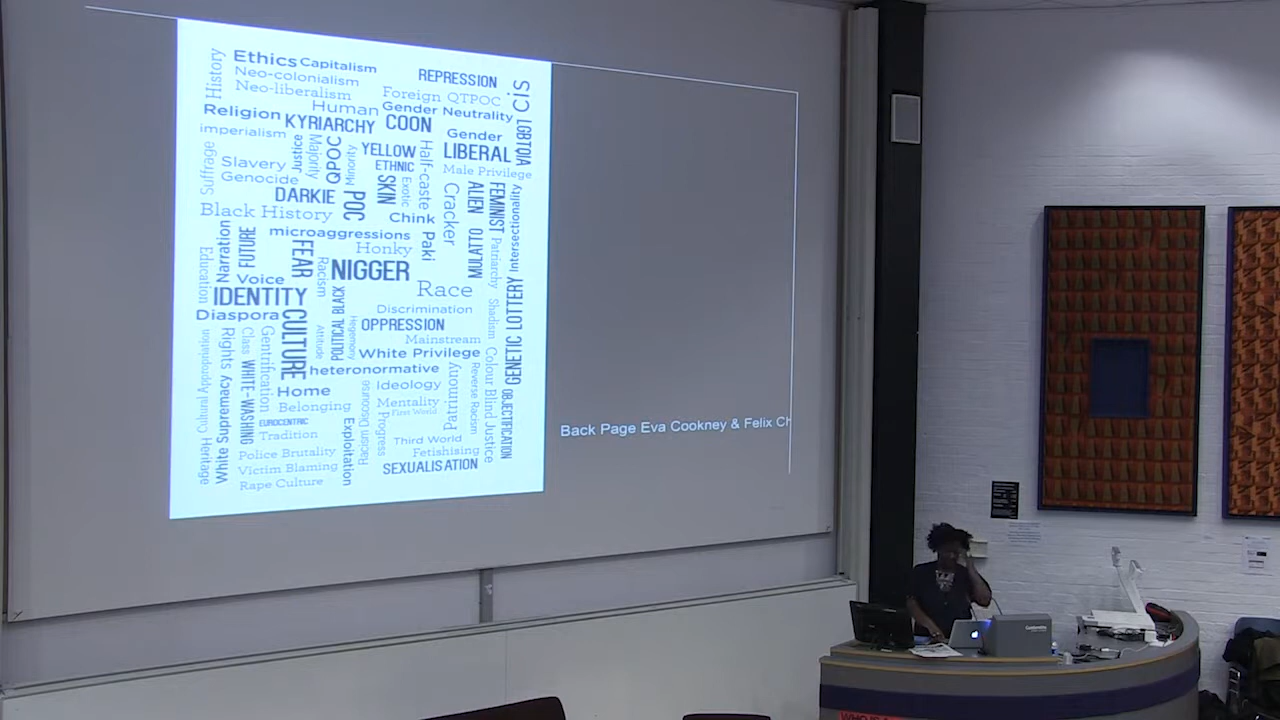 History
Ethics
Capitalism
Neo-colonialism
Neo-liberalism
REPRESSION
CiS
Foreign
QTPOC
Human
Gender Neutrality
Religion
KYRIARCHY
COON
LGBTQIA
imperialism
Justice
Majority
QPOC
Minority
YELLOW
ETHNIC
Half-caste
Gender
LIBERAL
Male Privilege
Suffrage
Slavery
Genocide
DARKIE
POC
SKIN
Exotic
Cracker
ALIEN
FEMINIST
Intersectionality
Black History
Chink
microaggressions
Honky
Paki
MULATTO
Patriarchy
Narration
FUTURE
FEAR
Racism
NIGGER
Education
Voice
Race
IDENTITY
Diaspora
CULTURE
POLITICAL BLACK
Discrimination
Shadism
GENETIC LOTTERY
OPPRESSION
Attitude
Hegemony
Mainstream
White Privilege
heteronormative
Cultural Appropriation
Rights
Class
Gentrification
WHITE-WASHING
White Supremacy
Home
Belonging
Ideology
Mentality
First World
Patrimony
Reverse Racism
Colour Blind Justice
OBJECTIFICATION
EUROCENTRIC
Tradition
Exploitation
Racism Discourse
Progress
Third World
Fetishising
Heritage
Police Brutality
Victim Blaming
Rape Culture
SEXUALISATION
Back Page Eva Cookney & Felix Ch